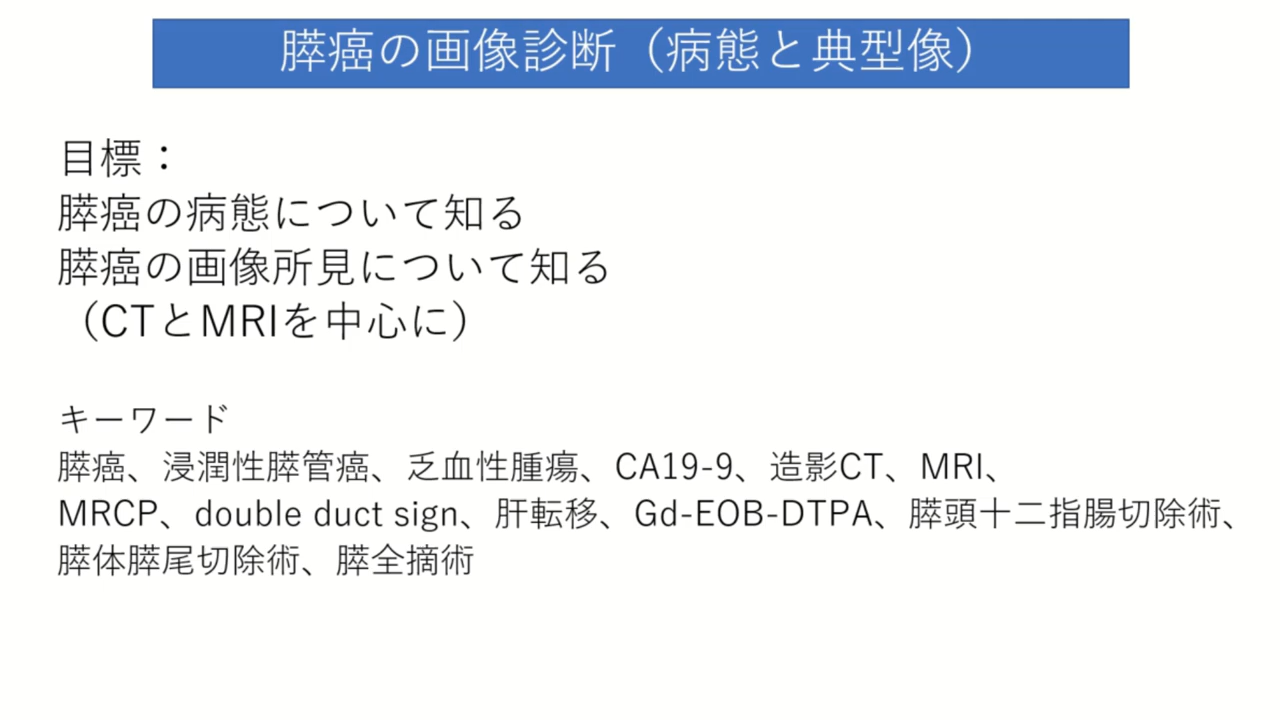 膵癌の画像診断（病態と典型像）
目標：
膵癌の病態について知る
膵癌の画像所見について知る
（CTとMRIを中心に）
キーワード
膵癌、浸潤性膵管癌、乏血性腫瘍、CA19-9、造影CT、MRI、
MRCP、double duct sign、肝転移、Gd-EOB-DTPA、膵頭十二指腸切除術、
膵体膵尾切除術、膵全摘術